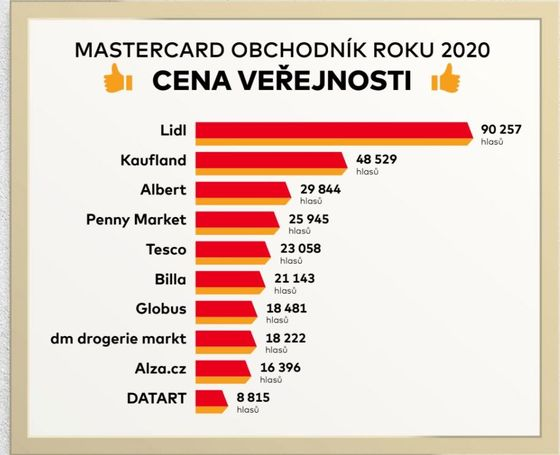 MASTERCARD OBCHODNÍK ROKU 2020
CENA VEŘEJNOSTI
Lidl 90 257
hlasů
Kaufland 48 529
hlasů
Albert 29 844
hlasů
Penny Market 25 945
hlasů
Tesco 23 058
hlasů
Billa 21 143
hlasů
Globus 18 481
hlasů
dm drogerie markt 18 222
hlasů
Alza.cz 16 396
hlasů
DATART 8 815
hlasů